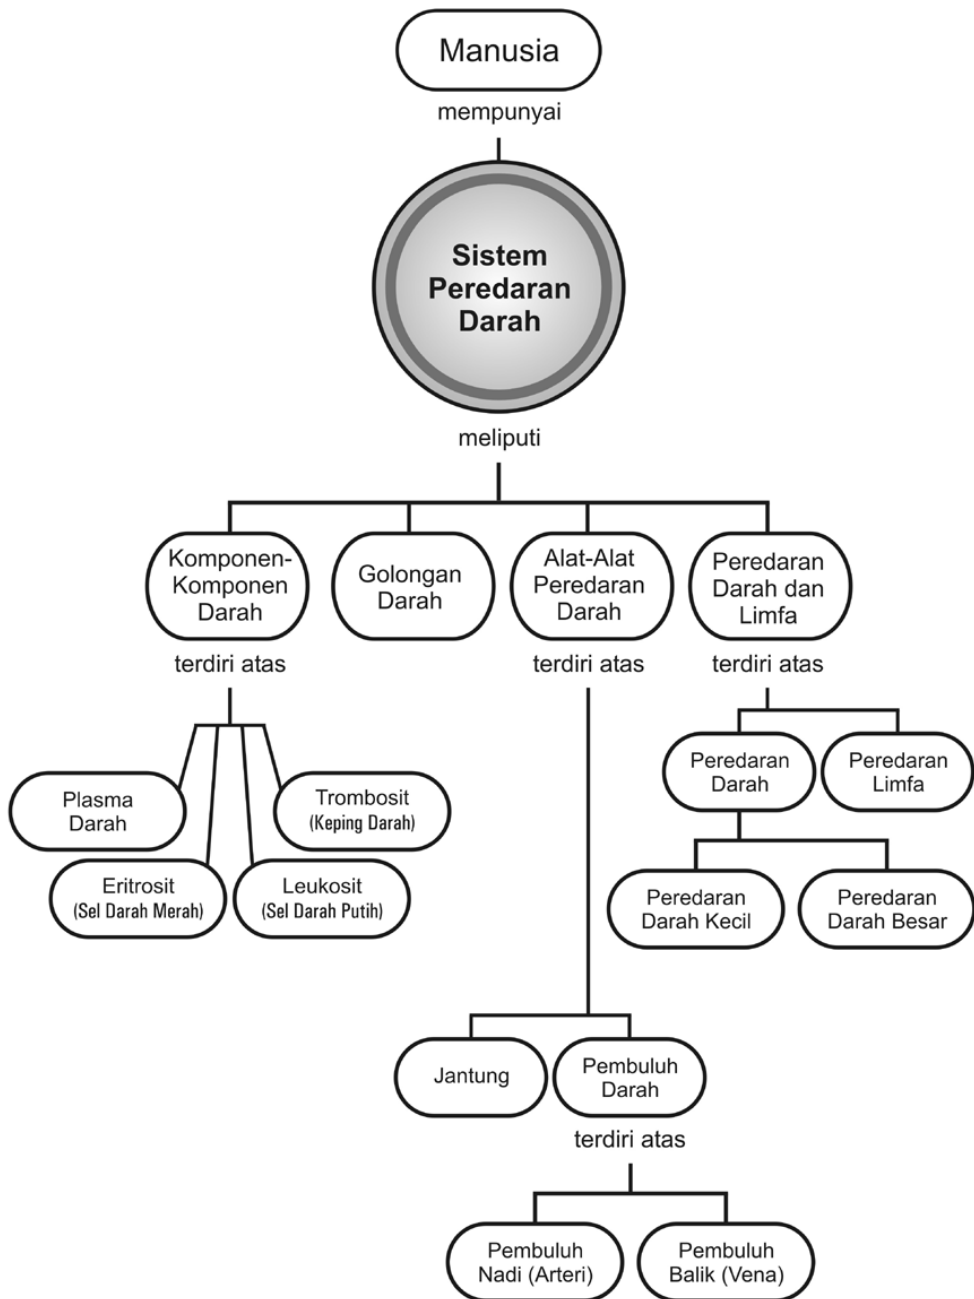 Manusia
mempunyai
Sistem
Peredaran
Darah
meliputi
Komponen-
Komponen
Darah
Golongan
Darah
Alat-Alat
Peredaran
Darah
Peredaran
Darah dan
Limfa
terdiri atas
terdiri atas
terdiri atas
Plasma
Darah
Trombosit
(Keping Darah)
Eritrosit
(Sel Darah Merah)
Leukosit
(Sel Darah Putih)
Peredaran
Darah
Peredaran
Limfa
Peredaran
Darah Kecil
Peredaran
Darah Besar
Jantung
Pembuluh
Darah
terdiri atas
Pembuluh
Nadi (Arteri)
Pembuluh
Balik (Vena)